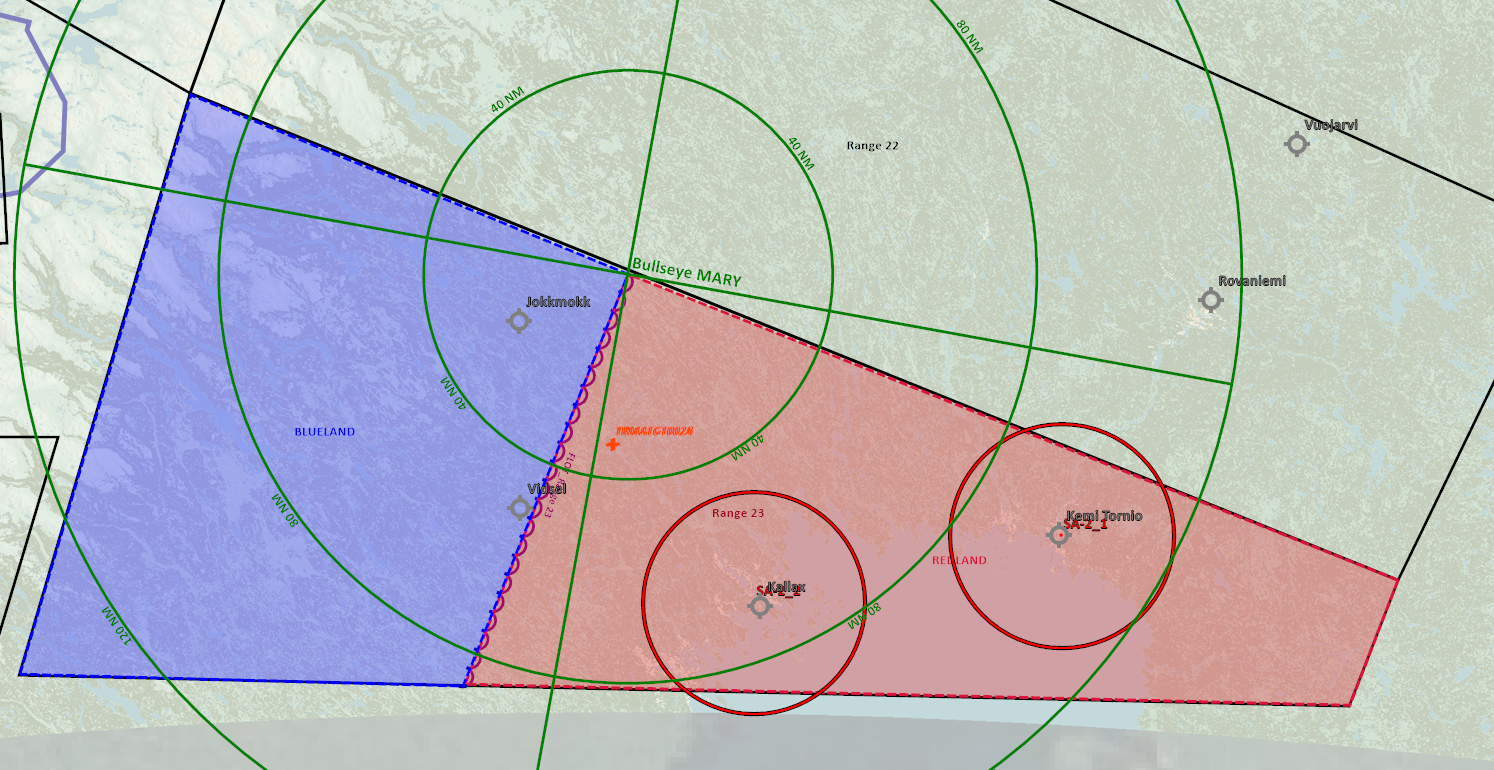 80 NM
40 NM
40 NM
Range 22
Vuojarvi
Bullseye MARY
Rovaniemi
Jokkmokk
40 NM
BLUELAND
40 NM
Vidsel
80 NM
Range 23
Kemi Tornio
SA-2_1
REDLAND
Kallax
80 NM
120 NM